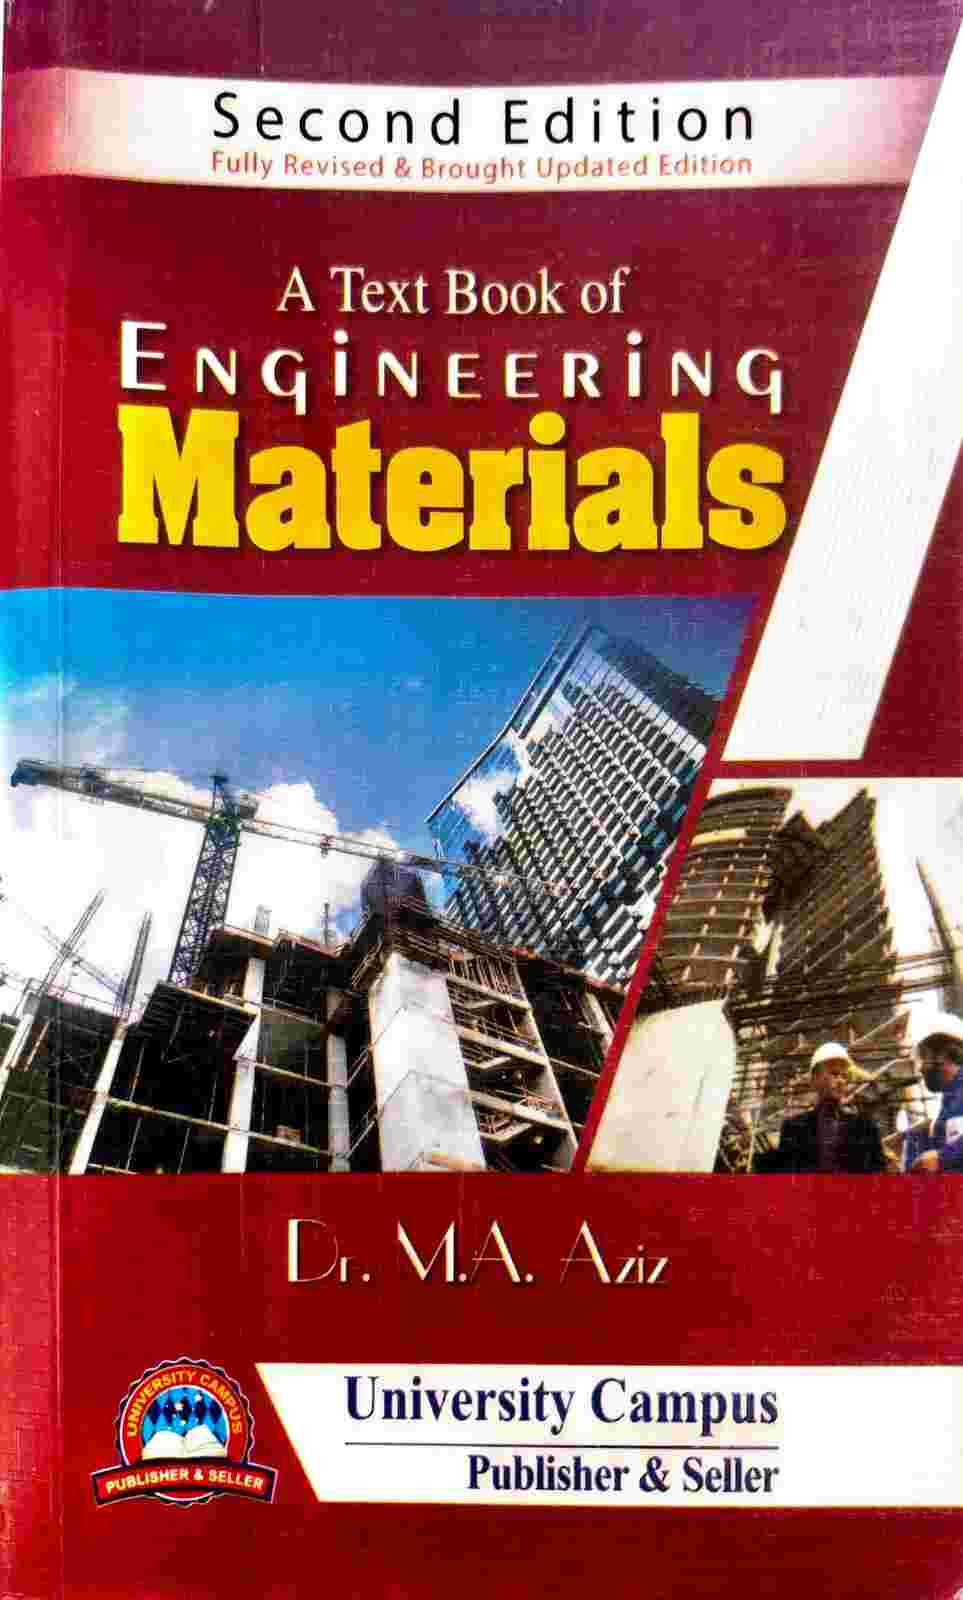 Second Edition
Fully Revised & Brought Updated Edition
A Text Book of
ENGINEERING
Materials
Dr. M.A. Aziz
UNIVERSITY CAMPUS
PUBLISHER & SELLER
University Campus
Publisher & Seller